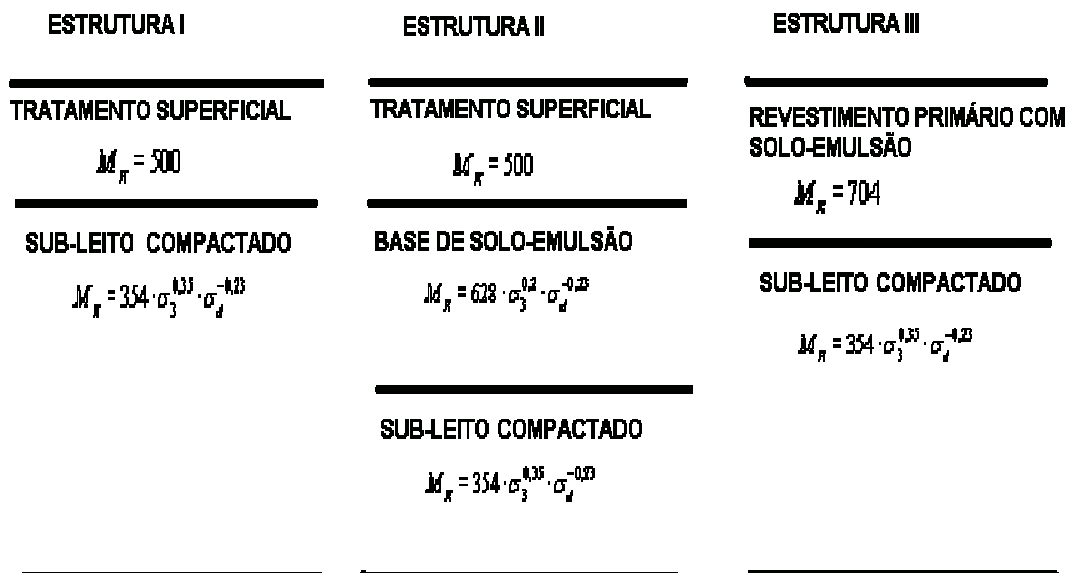 ESTRUTURA I
TRATAMENTO SUPERFICIAL
M_R = 500
SUB-LEITO COMPACTADO
M_R = 354 · σ_3^0,35 · σ_d^-0,23
ESTRUTURA II
TRATAMENTO SUPERFICIAL
M_R = 500
BASE DE SOLO-EMULSÃO
M_R = 628 · σ_3^0,2 · σ_d^-0,23
SUB-LEITO COMPACTADO
M_R = 354 · σ_3^0,35 · σ_d^-0,23
ESTRUTURA III
REVESTIMENTO PRIMÁRIO COM
SOLO-EMULSÃO
M_R = 704
SUB-LEITO COMPACTADO
M_R = 354 · σ_3^0,35 · σ_d^-0,23